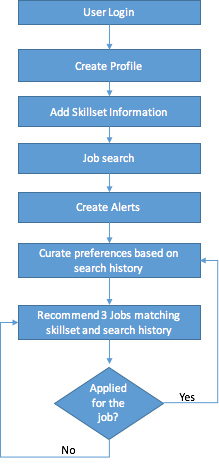 User Login
Create Profile
Add Skillset Information
Job search
Create Alerts
Curate preferences based on
search history
Recommend 3 Jobs matching
skillset and search history
Applied
for the
job?
Yes
No